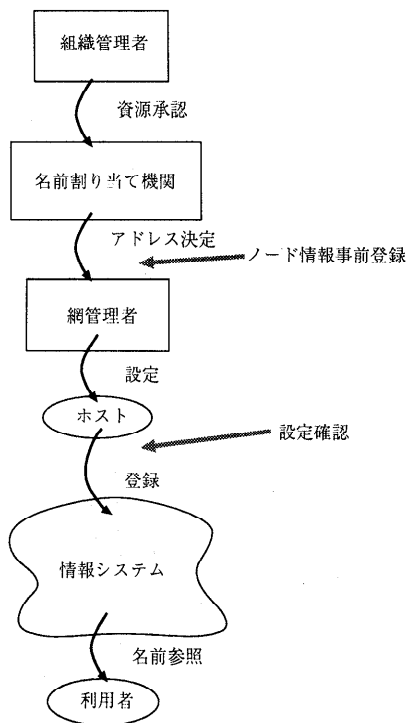 組織管理者
資源承認
名前割り当て機関
アドレス決定
ノード情報事前登録
網管理者
設定
ホスト
設定確認
登録
情報システム
名前参照
利用者